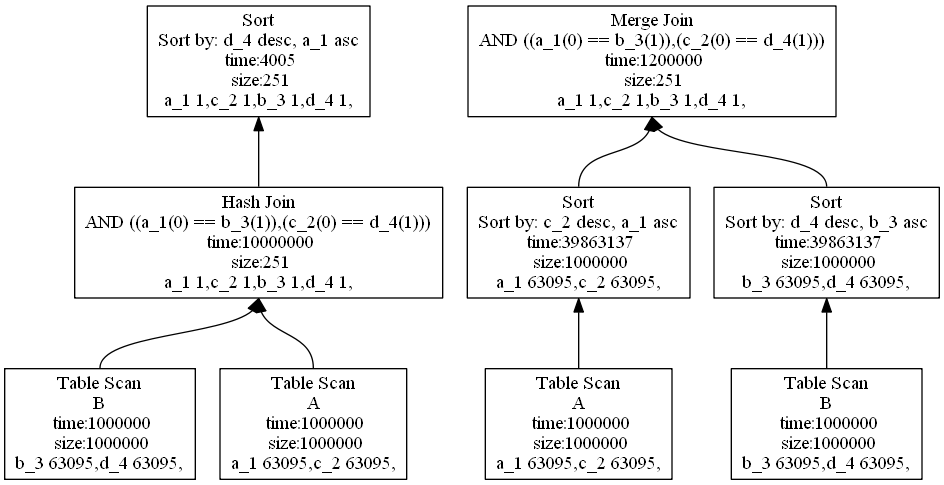 Sort
Sort by: d_4 desc, a_1 asc
time:4005
size:251
a_1 1,c_2 1,b_3 1,d_4 1,
Merge Join
AND ((a_1(0) == b_3(1)),(c_2(0) == d_4(1)))
time:1200000
size:251
a_1 1,c_2 1,b_3 1,d_4 1,
Hash Join
AND ((a_1(0) == b_3(1)),(c_2(0) == d_4(1)))
time:10000000
size:251
a_1 1,c_2 1,b_3 1,d_4 1,
Sort
Sort by: c_2 desc, a_1 asc
time:39863137
size:1000000
a_1 63095,c_2 63095,
Sort
Sort by: d_4 desc, b_3 asc
time:39863137
size:1000000
b_3 63095,d_4 63095,
Table Scan
B
time:1000000
size:1000000
b_3 63095,d_4 63095,
Table Scan
A
time:1000000
size:1000000
a_1 63095,c_2 63095,
Table Scan
A
time:1000000
size:1000000
a_1 63095,c_2 63095,
Table Scan
B
time:1000000
size:1000000
b_3 63095,d_4 63095,